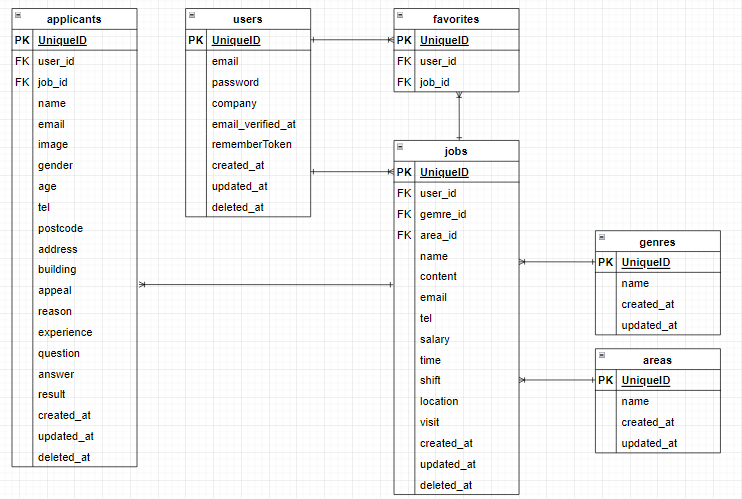 applicants
PK UniqueID
FK user_id
FK job_id
name
email
image
gender
age
tel
postcode
address
building
appeal
reason
experience
question
answer
result
created_at
updated_at
deleted_at
users
PK UniqueID
email
password
company
email_verified_at
rememberToken
created_at
updated_at
deleted_at
favorites
PK UniqueID
FK user_id
FK job_id
jobs
PK UniqueID
FK user_id
FK gemre_id
FK area_id
name
content
email
tel
salary
time
shift
location
visit
created_at
updated_at
deleted_at
genres
PK UniqueID
name
created_at
updated_at
areas
PK UniqueID
name
created_at
updated_at